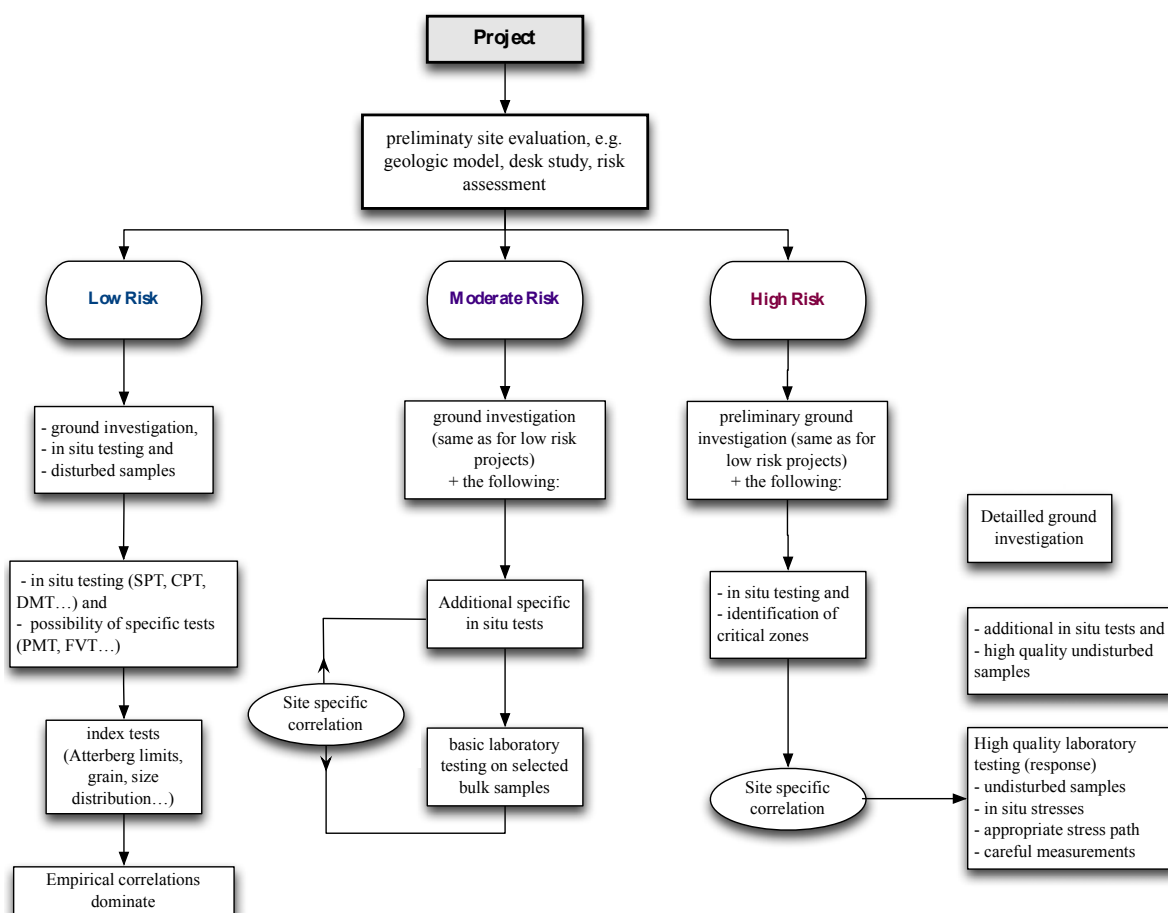 Project
preliminaty site evaluation, e.g.
geologic model, desk study, risk
assessment
Low Risk
Moderate Risk
High Risk
- ground investigation,
- in situ testing and
- disturbed samples
- in situ testing (SPT, CPT,
DMT…) and
- possibility of specific tests
(PMT, FVT…)
index tests
(Atterberg limits,
grain, size
distribution…)
Empirical correlations
dominate
ground investigation
(same as for low risk
projects)
+ the following:
Additional specific
in situ tests
Site specific
correlation
basic laboratory
testing on selected
bulk samples
preliminary ground
investigation (same as for
low risk projects)
+ the following:
- in situ testing and
- identification of
critical zones
Site specific
correlation
Detailled ground
investigation
- additional in situ tests and
- high quality undisturbed
samples
High quality laboratory
testing (response)
- undisturbed samples
- in situ stresses
- appropriate stress path
- careful measurements